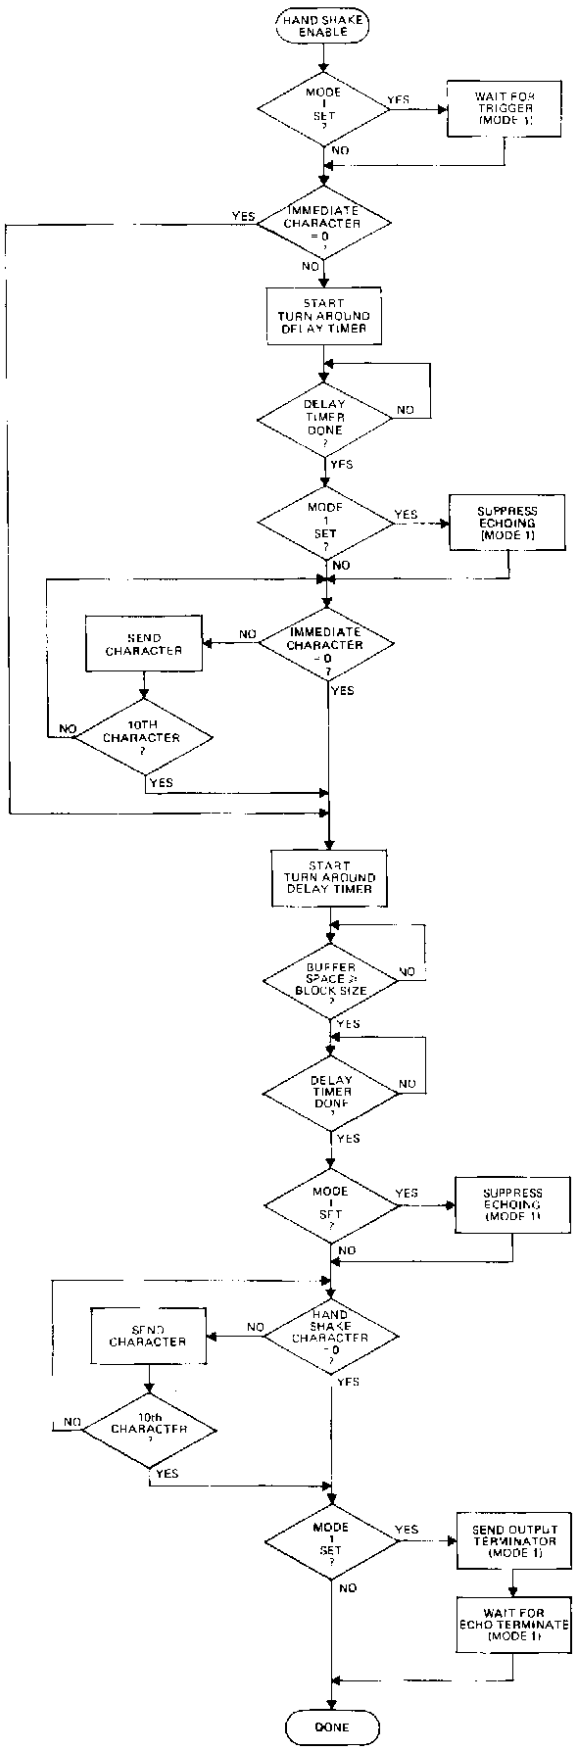 HAND SHAKE
ENABLE
MODE
1
SET
?
YES
WAIT FOR
TRIGGER
(MODE 1)
NO
YES
IMMEDIATE
CHARACTER
= 0
?
NO
START
TURN AROUND
DELAY TIMER
DELAY
TIMER
DONE
?
NO
YES
MODE
1
SET
?
YES
SUPPRESS
ECHOING
(MODE 1)
NO
SEND
CHARACTER
NO
IMMEDIATE
CHARACTER
= 0
?
YES
NO
10TH
CHARACTER
?
YES
START
TURN AROUND
DELAY TIMER
BUFFER
SPACE ≥
BLOCK SIZE
?
NO
YES
DELAY
TIMER
DONE
?
NO
YES
MODE
1
SET
?
YES
SUPPRESS
ECHOING
(MODE 1)
NO
SEND
CHARACTER
NO
HAND
SHAKE
CHARACTER
=0
?
YES
NO
10th
CHARACTER
?
YES
MODE
1
SET
?
YES
SEND OUTPUT
TERMINATOR
(MODE 1)
NO
WAIT FOR
ECHO TERMINATE
(MODE 1)
DONE